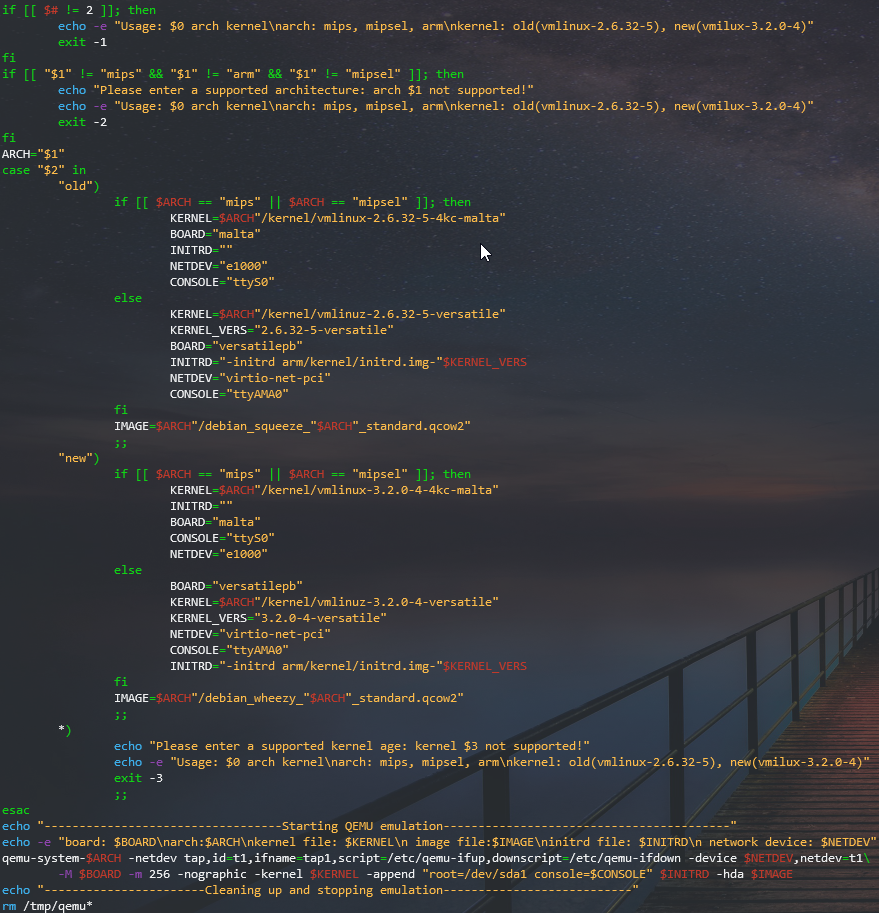 if [[ $# != 2 ]]; then
echo -e "Usage: $0 arch kernel\narch: mips, mipsel, arm\nkernel: old(vmlinux-2.6.32-5), new(vmilux-3.2.0-4)"
exit -1
fi
if [[ "$1" != "mips" && "$1" != "arm" && "$1" != "mipsel" ]]; then
echo "Please enter a supported architecture: arch $1 not supported!"
echo -e "Usage: $0 arch kernel\narch: mips, mipsel, arm\nkernel: old(vmlinux-2.6.32-5), new(vmilux-3.2.0-4)"
exit -2
fi
ARCH="$1"
case "$2" in
"old")
if [[ $ARCH == "mips" || $ARCH == "mipsel" ]]; then
KERNEL=$ARCH"/kernel/vmlinux-2.6.32-5-4kc-malta"
BOARD="malta"
INITRD=""
NETDEV="e1000"
CONSOLE="ttyS0"
else
KERNEL=$ARCH"/kernel/vmlinuz-2.6.32-5-versatile"
KERNEL_VERS="2.6.32-5-versatile"
BOARD="versatilepb"
INITRD="-initrd arm/kernel/initrd.img-"$KERNEL_VERS
NETDEV="virtio-net-pci"
CONSOLE="ttyAMA0"
fi
IMAGE=$ARCH"/debian_squeeze_"$ARCH"_standard.qcow2"
;;
"new")
if [[ $ARCH == "mips" || $ARCH == "mipsel" ]]; then
KERNEL=$ARCH"/kernel/vmlinux-3.2.0-4-4kc-malta"
INITRD=""
BOARD="malta"
CONSOLE="ttyS0"
NETDEV="e1000"
else
BOARD="versatilepb"
KERNEL=$ARCH"/kernel/vmlinuz-3.2.0-4-versatile"
KERNEL_VERS="3.2.0-4-versatile"
NETDEV="virtio-net-pci"
CONSOLE="ttyAMA0"
INITRD="-initrd arm/kernel/initrd.img-"$KERNEL_VERS
fi
IMAGE=$ARCH"/debian_wheezy_"$ARCH"_standard.qcow2"
;;
*)
echo "Please enter a supported kernel age: kernel $3 not supported!"
echo -e "Usage: $0 arch kernel\narch: mips, mipsel, arm\nkernel: old(vmlinux-2.6.32-5), new(vmilux-3.2.0-4)"
exit -3
;;
esac
echo "----------------------------------Starting QEMU emulation-----------------------------------------"
echo -e "board: $BOARD\narch:$ARCH\nkernel file: $KERNEL\n image file:$IMAGE\ninitrd file: $INITRD\n network device: $NETDEV"
qemu-system-$ARCH -netdev tap,id=t1,ifname=tap1,script=/etc/qemu-ifup,downscript=/etc/qemu-ifdown -device $NETDEV,netdev=t1\
-M $BOARD -m 256 -nographic -kernel $KERNEL -append "root=/dev/sda1 console=$CONSOLE" $INITRD -hda $IMAGE
echo "-----------------------Cleaning up and stopping emulation---------------------------"
rm /tmp/qemu*